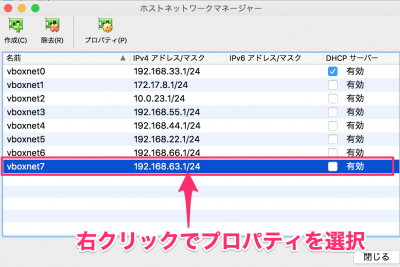 ホストネットワークマネージャー
作成(C) 除去(R) プロパティ(P)
名前 IPv4 アドレス/マスク IPv6 アドレス/マスク DHCP サーバー
vboxnet0 192.168.33.1/24 有効
vboxnet1 172.17.8.1/24 有効
vboxnet2 10.0.23.1/24 有効
vboxnet3 192.168.55.1/24 有効
vboxnet4 192.168.44.1/24 有効
vboxnet5 192.168.22.1/24 有効
vboxnet6 192.168.66.1/24 有効
vboxnet7 192.168.63.1/24 有効
右クリックでプロパティを選択
閉じる